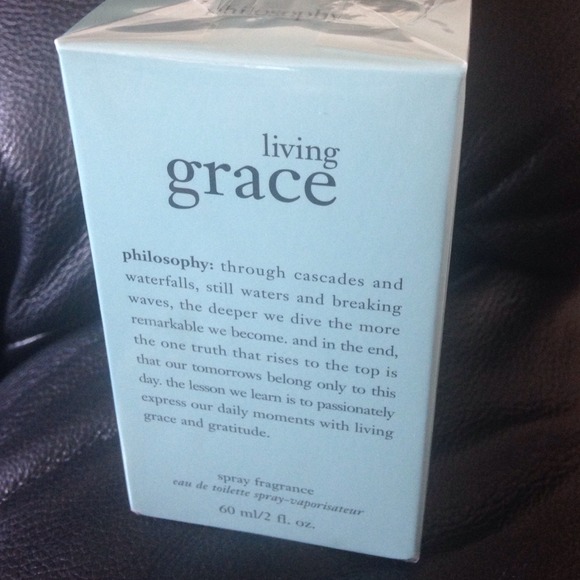 philosophy
living
grace
philosophy: through cascades and
waterfalls, still waters and breaking
waves, the deeper we dive the more
remarkable we become. and in the end,
the one truth that rises to the top is
that our tomorrows belong only to this
day. the lesson we learn is to passionately
express our daily moments with living
grace and gratitude.
spray fragrance
eau de toilette spray-vaporisateur
60 ml/2 fl. oz.